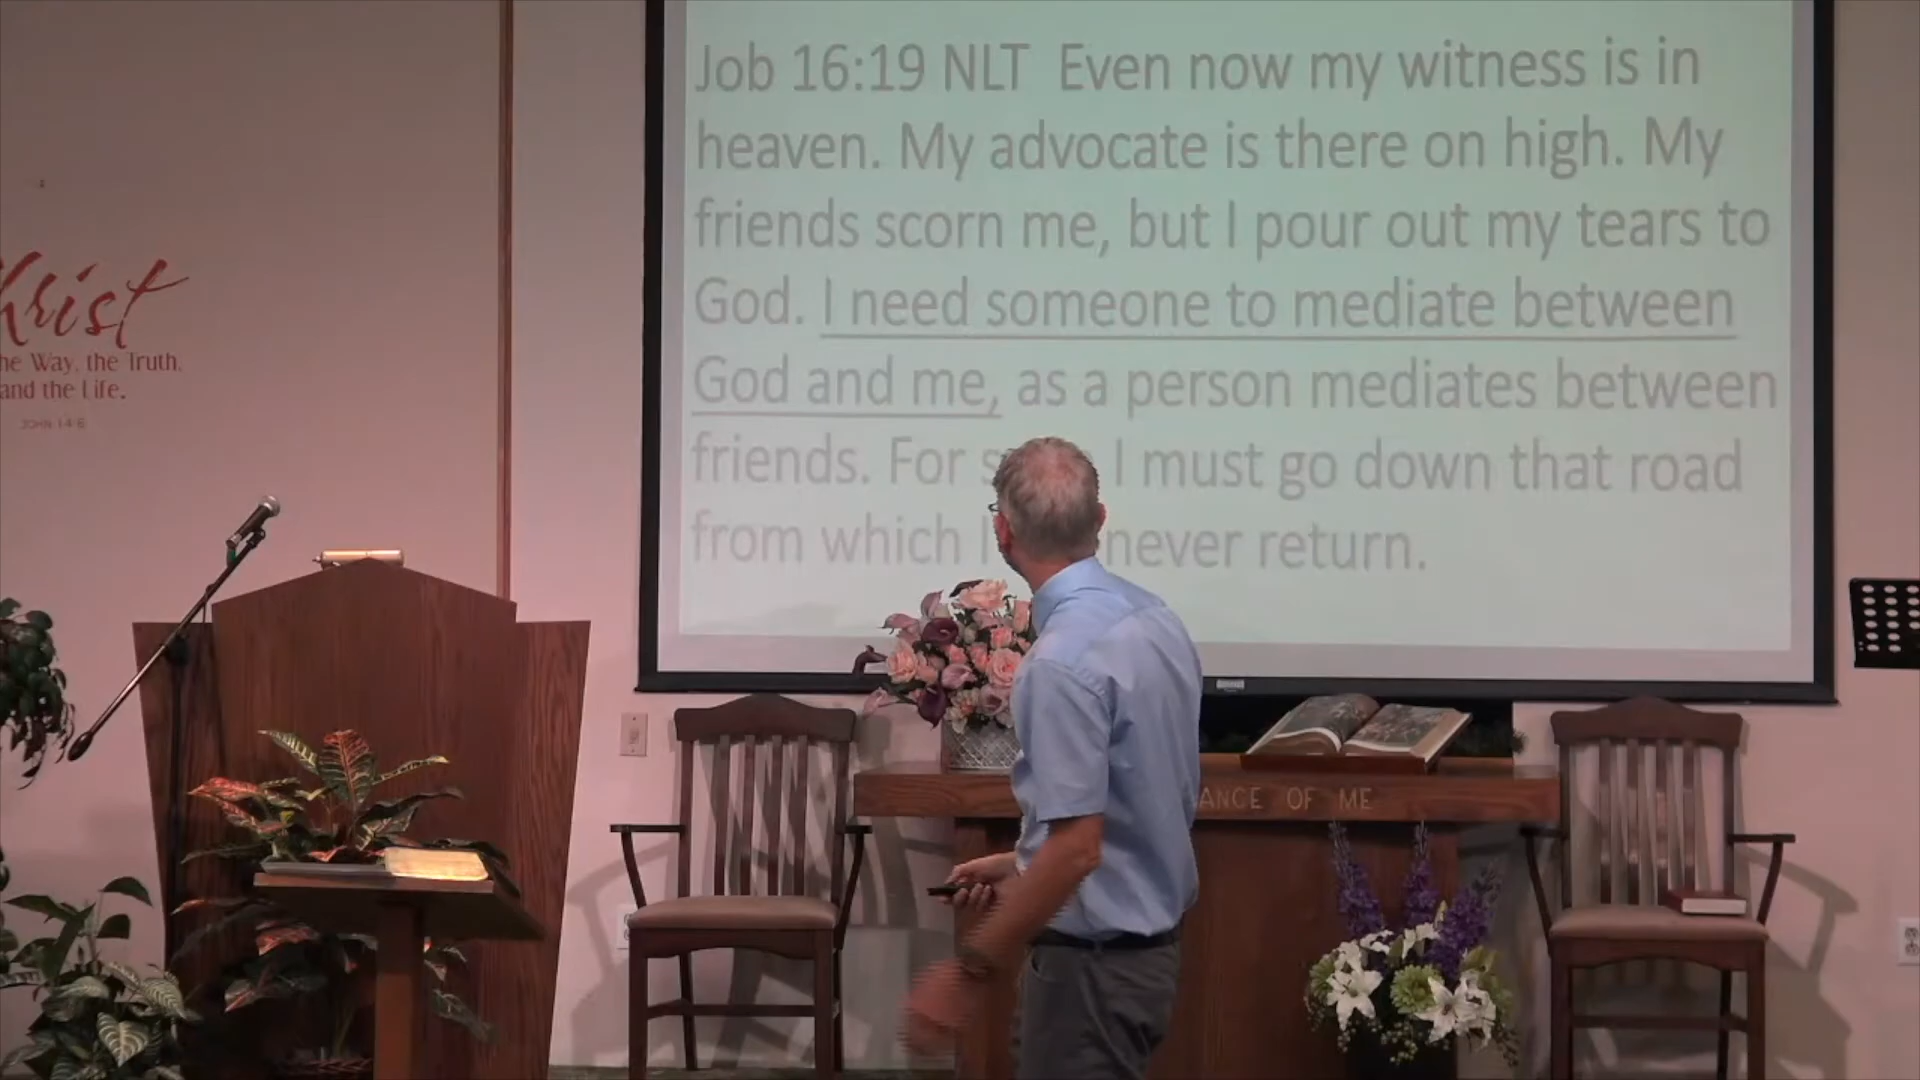 Job 16:19 NLT Even now my witness is in
heaven. My advocate is there on high. My
friends scorn me, but I pour out my tears to
God. I need someone to mediate between
God and me, as a person mediates between
friends. For I must go down that road
from which I never return.
hrist
he Way, the Truth,
and the Life.
JOHN 14:6
ANCE OF ME